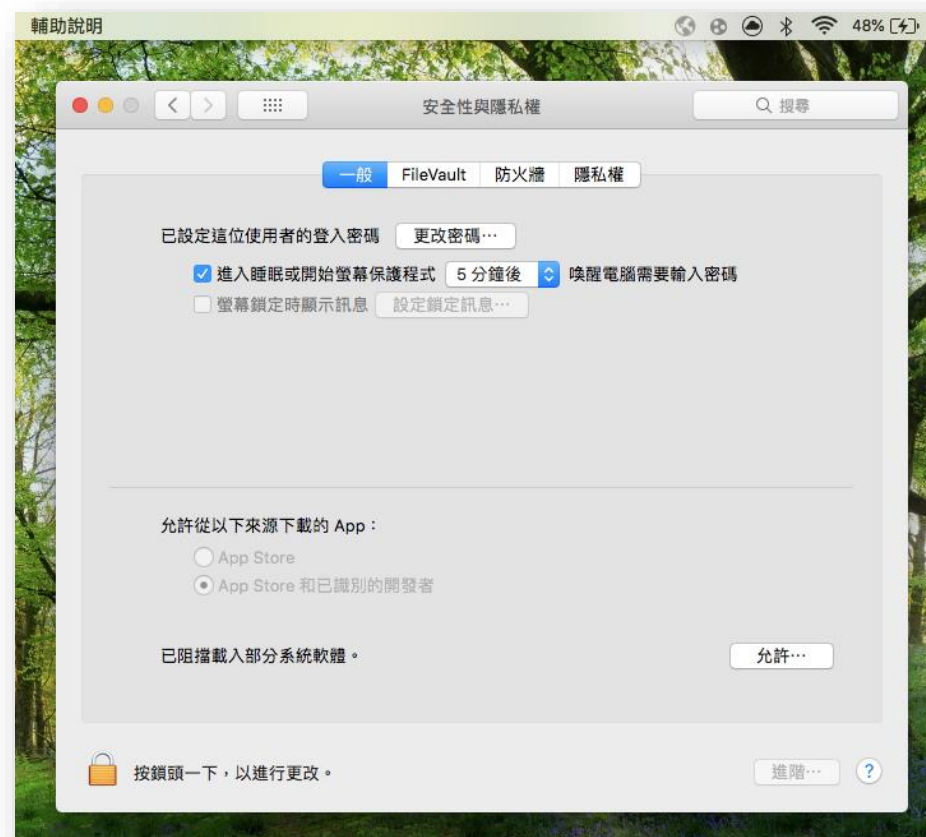 輔助說明 48%
安全性與隱私權 搜尋
一般 FileVault 防火牆 隱私權
已設定這位使用者的登入密碼 更改密碼…
進入睡眠或開始螢幕保護程式 5 分鐘後 喚醒電腦需要輸入密碼
螢幕鎖定時顯示訊息 設定鎖定訊息…
允許從以下來源下載的 App：
App Store
App Store 和已識別的開發者
已阻擋載入部分系統軟體。 允許…
按鎖頭一下，以進行更改。 進階… ?